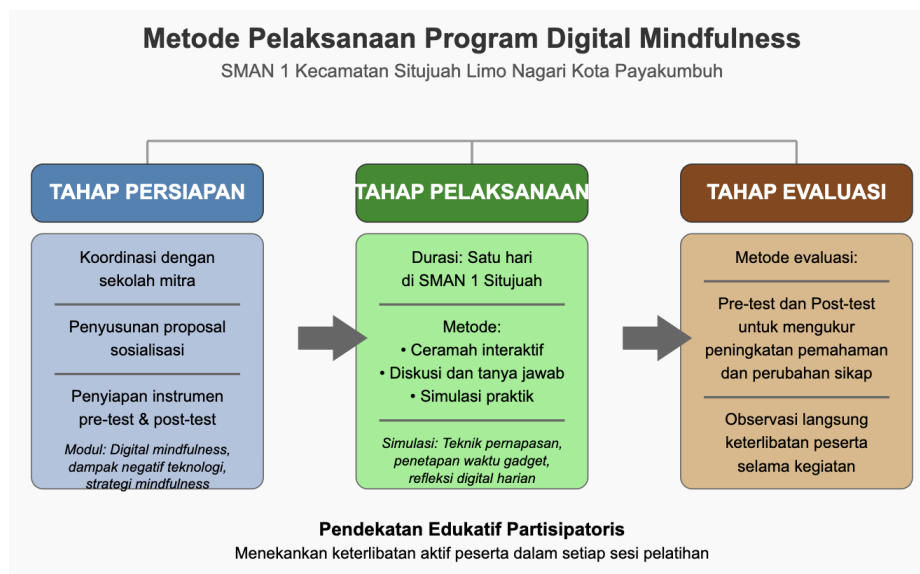 Metode Pelaksanaan Program Digital Mindfulness
SMAN 1 Kecamatan Situjuah Limo Nagari Kota Payakumbuh
TAHAP PERSIAPAN
Koordinasi dengan
sekolah mitra
Penyusunan proposal
sosialisasi
Penyiapan instrumen
pre-test & post-test
Modul: Digital mindfulness,
dampak negatif teknologi,
strategi mindfulness
TAHAP PELAKSANAAN
Durasi: Satu hari
di SMAN 1 Situjuah
Metode:
• Ceramah interaktif
• Diskusi dan tanya jawab
• Simulasi praktik
Simulasi: Teknik pernapasan,
penetapan waktu gadget,
refleksi digital harian
TAHAP EVALUASI
Metode evaluasi:
Pre-test dan Post-test
untuk mengukur
peningkatan pemahaman
dan perubahan sikap
Observasi langsung
keterlibatan peserta
selama kegiatan
Pendekatan Edukatif Partisipatoris
Menekankan keterlibatan aktif peserta dalam setiap sesi pelatihan